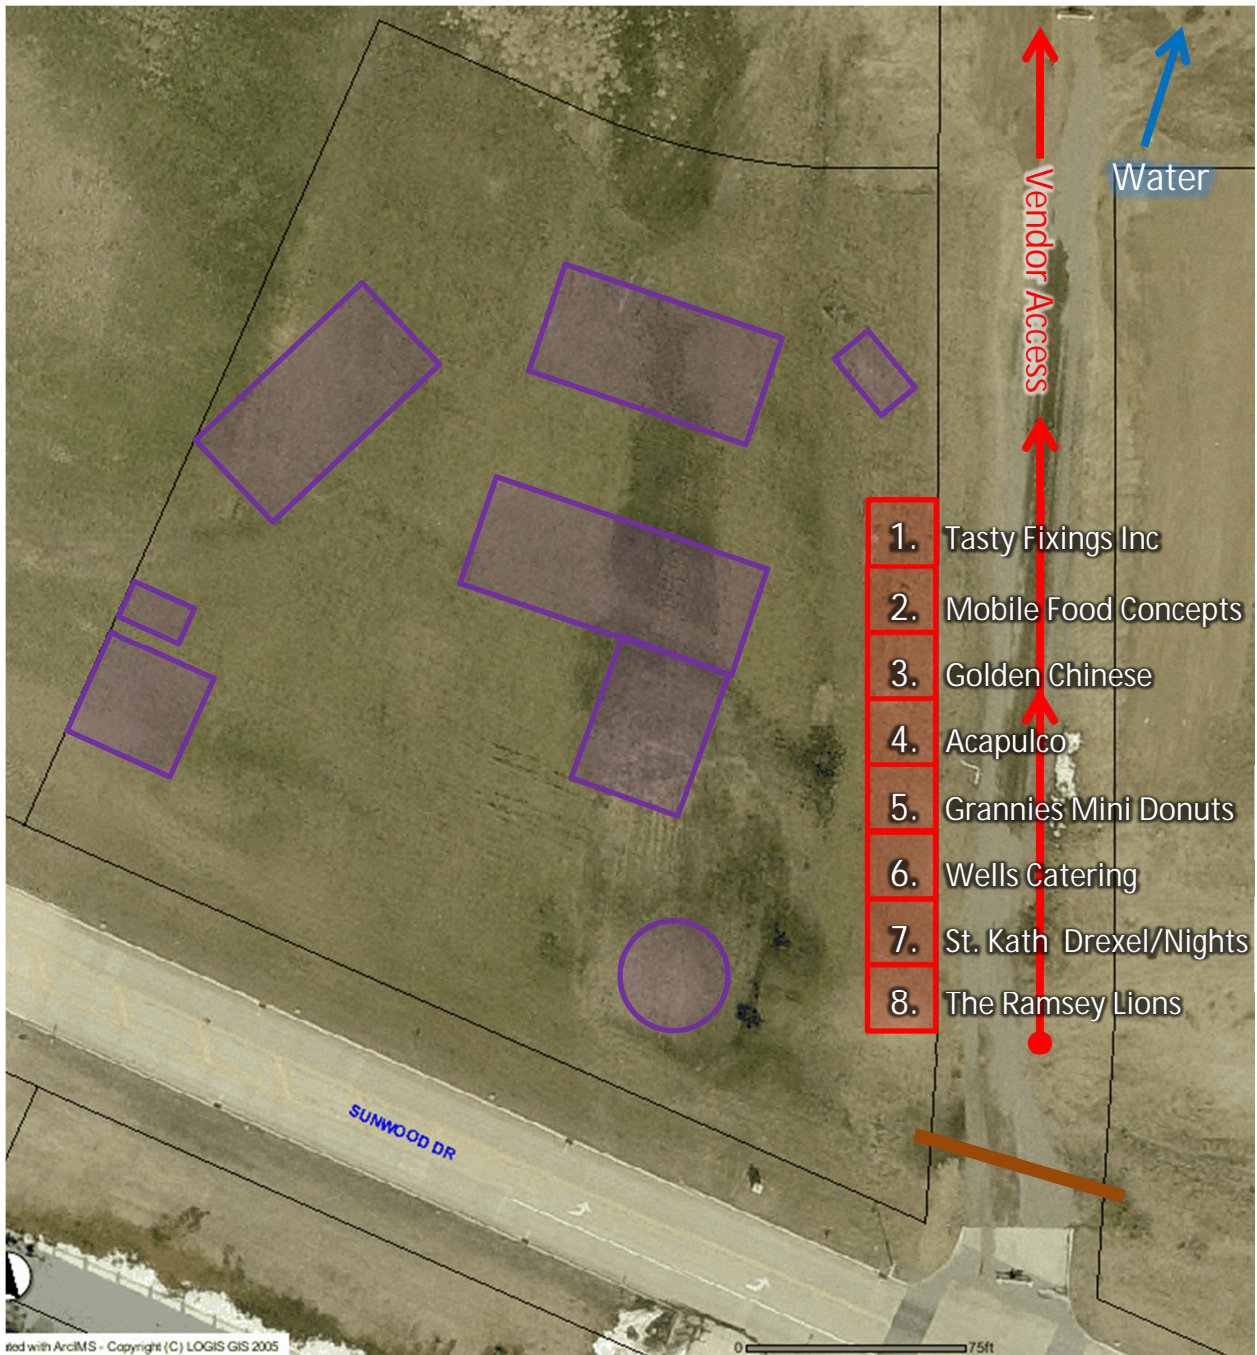 Water
Vendor Access
1. Tasty Fixings Inc
2. Mobile Food Concepts
3. Golden Chinese
4. Acapulco
5. Grannies Mini Donuts
6. Wells Catering
7. St. Kath Drexel/Nights
8. The Ramsey Lions
SUNWOOD DR
ted with ArcIMS - Copyright (C) LOGIS GIS 2005
0 75ft